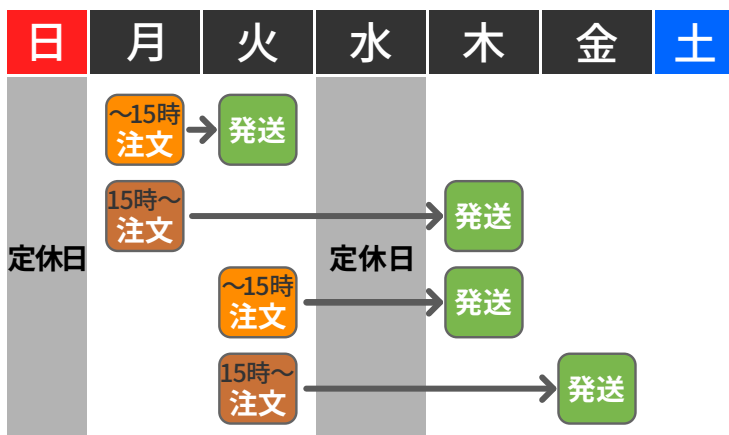 日 月 火 水 木 金 土
～15時
注文
発送
15時～
注文
発送
定休日
定休日
～15時
注文
発送
15時～
注文
発送